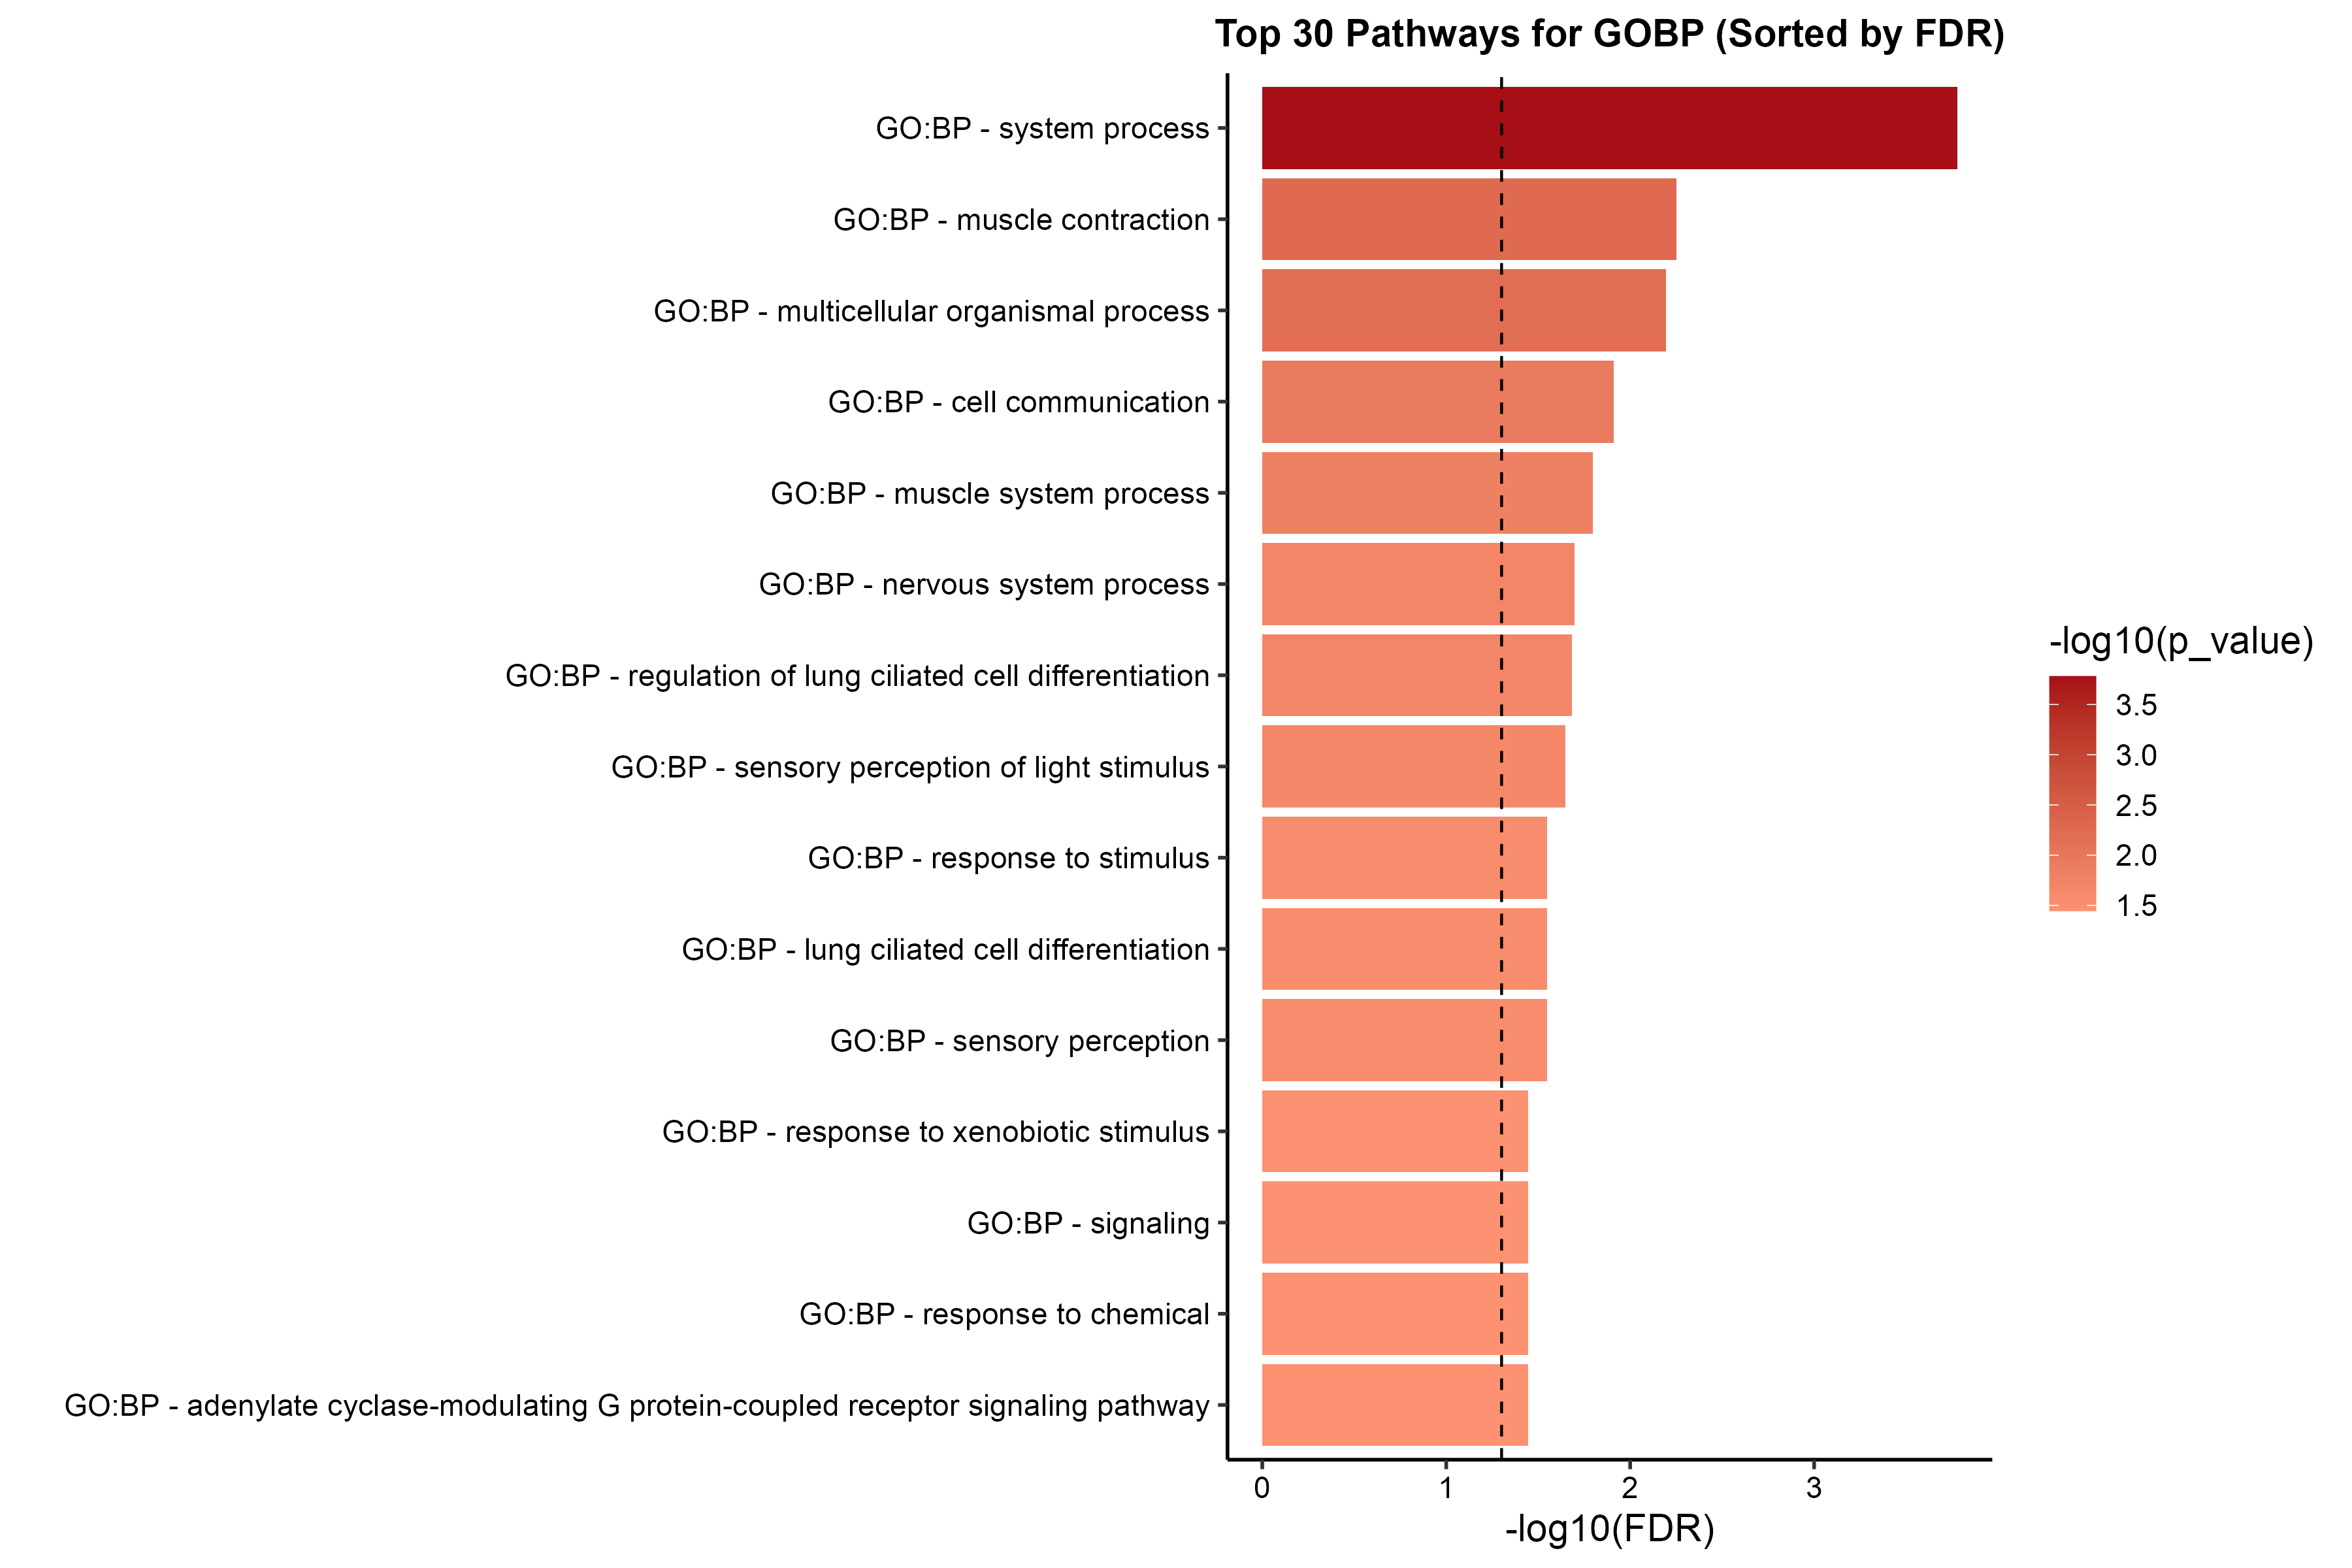 Top 30 Pathways for GOBP (Sorted by FDR)
GO:BP - system process
GO:BP - muscle contraction
GO:BP - multicellular organismal process
GO:BP - cell communication
GO:BP - muscle system process
GO:BP - nervous system process
GO:BP - regulation of lung ciliated cell differentiation
GO:BP - sensory perception of light stimulus
GO:BP - response to stimulus
GO:BP - lung ciliated cell differentiation
GO:BP - sensory perception
GO:BP - response to xenobiotic stimulus
GO:BP - signaling
GO:BP - response to chemical
GO:BP - adenylate cyclase-modulating G protein-coupled receptor signaling pathway
0 1 2 3
-log10(FDR)
-log10(p_value)
3.5
3.0
2.5
2.0
1.5